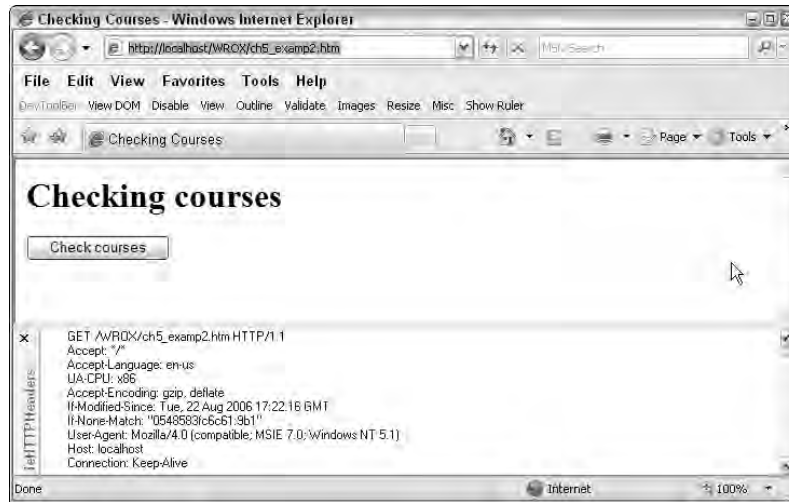 Checking Courses - Windows Internet Explorer
http://localhost/WROX/ch5_examp2.htm
MSN Search
File Edit View Favorites Tools Help
DevToolBar View DOM Disable View Outline Validate Images Resize Misc Show Ruler
Checking Courses
Page Tools
Checking courses
Check courses
GET /WROX/ch5_examp2.htm HTTP/1.1
Accept: */*
Accept-Language: en-us
UA-CPU: x86
Accept-Encoding: gzip, deflate
If-Modified-Since: Tue, 22 Aug 2006 17:22:16 GMT
If-None-Match: "0548583fc6c61:9b1"
User-Agent: Mozilla/4.0 (compatible; MSIE 7.0; Windows NT 5.1)
Host: localhost
Connection: Keep-Alive
ieHTTPHeaders
Done
Internet
100%